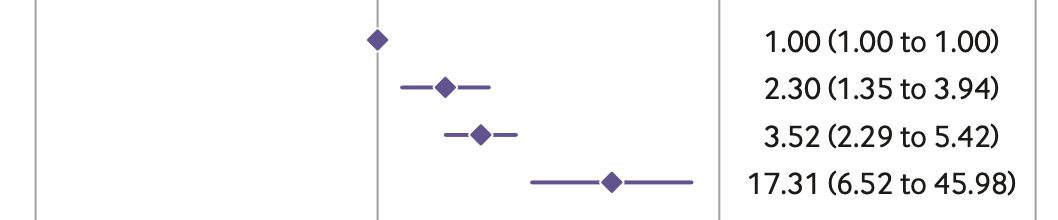 1.00 (1.00 to 1.00)
2.30 (1.35 to 3.94)
3.52 (2.29 to 5.42)
17.31 (6.52 to 45.98)